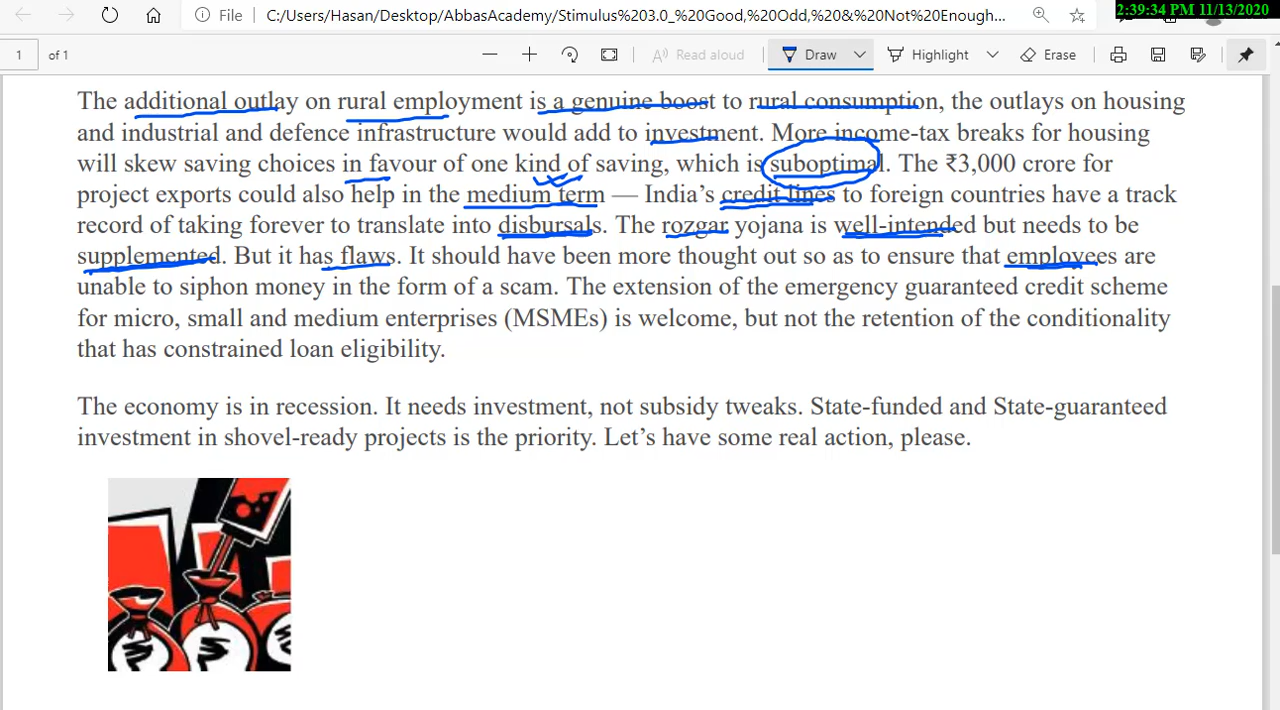 2:39:34 PM 11/13/2020
File C:/Users/Hasan/Desktop/AbbasAcademy/Stimulus%203.0_%20Good,%20Odd,%20&%20Not%20Enough...
1 of 1 Read aloud Draw Highlight Erase
The additional outlay on rural employment is a genuine boost to rural consumption, the outlays on housing
and industrial and defence infrastructure would add to investment. More income-tax breaks for housing
will skew saving choices in favour of one kind of saving, which is suboptimal. The ₹3,000 crore for
project exports could also help in the medium term — India’s credit lines to foreign countries have a track
record of taking forever to translate into disbursals. The rozgar yojana is well-intended but needs to be
supplemented. But it has flaws. It should have been more thought out so as to ensure that employees are
unable to siphon money in the form of a scam. The extension of the emergency guaranteed credit scheme
for micro, small and medium enterprises (MSMEs) is welcome, but not the retention of the conditionality
that has constrained loan eligibility.
The economy is in recession. It needs investment, not subsidy tweaks. State-funded and State-guaranteed
investment in shovel-ready projects is the priority. Let’s have some real action, please.
₹ ₹ ₹